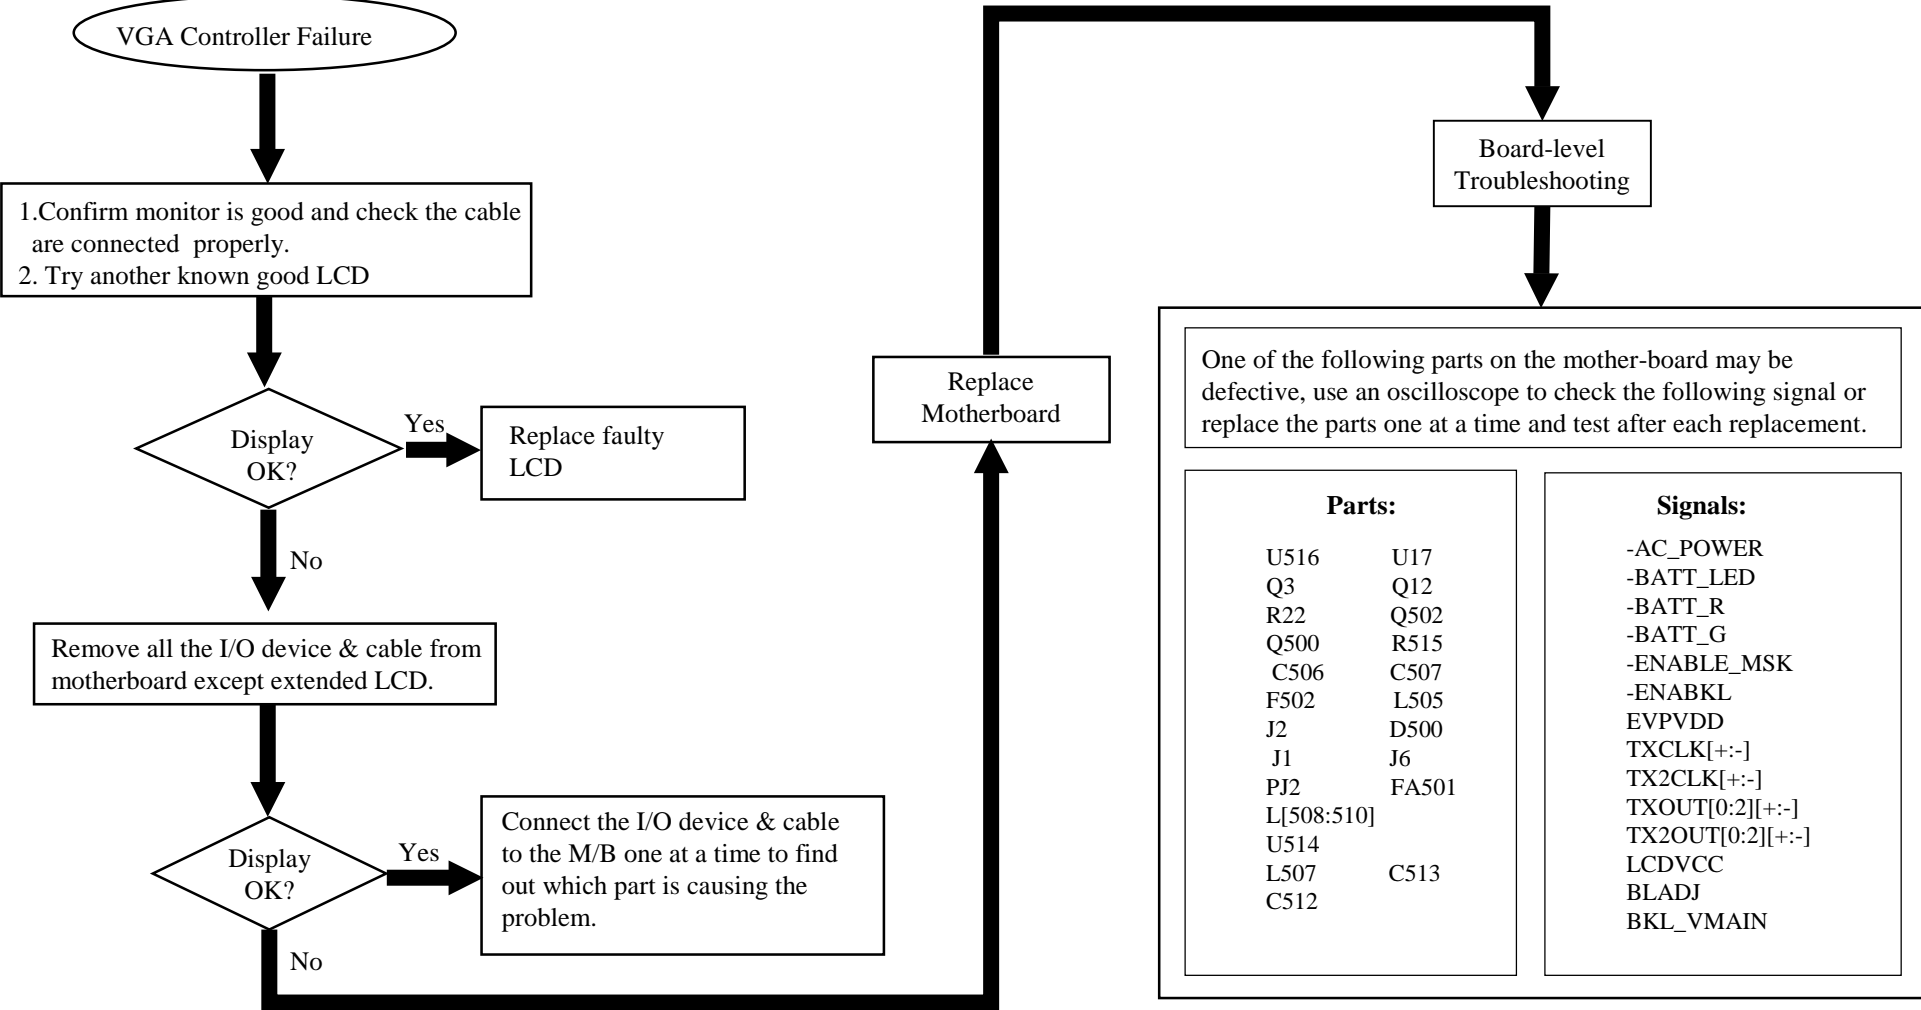 VGA Controller Failure
1.Confirm monitor is good and check the cable
are connected properly.
2. Try another known good LCD
Display
OK?
Yes
Replace faulty
LCD
No
Remove all the I/O device & cable from
motherboard except extended LCD.
Display
OK?
Yes
Connect the I/O device & cable
to the M/B one at a time to find
out which part is causing the
problem.
No
Replace
Motherboard
Board-level
Troubleshooting
One of the following parts on the mother-board may be
defective, use an oscilloscope to check the following signal or
replace the parts one at a time and test after each replacement.
Parts:
U516 U17
Q3 Q12
R22 Q502
Q500 R515
C506 C507
F502 L505
J2 D500
J1 J6
PJ2 FA501
L[508:510]
U514
L507 C513
C512
Signals:
-AC_POWER
-BATT_LED
-BATT_R
-BATT_G
-ENABLE_MSK
-ENABKL
EVPVDD
TXCLK[+:-]
TX2CLK[+:-]
TXOUT[0:2][+:-]
TX2OUT[0:2][+:-]
LCDVCC
BLADJ
BKL_VMAIN